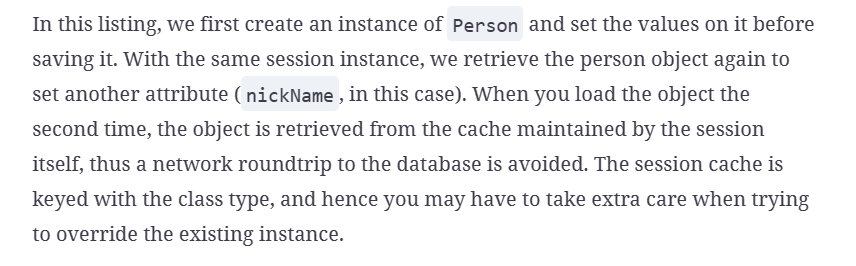 In this listing, we first create an instance of Person and set the values on it before
saving it. With the same session instance, we retrieve the person object again to
set another attribute (nickName, in this case). When you load the object the
second time, the object is retrieved from the cache maintained by the session
itself, thus a network roundtrip to the database is avoided. The session cache is
keyed with the class type, and hence you may have to take extra care when trying
to override the existing instance.